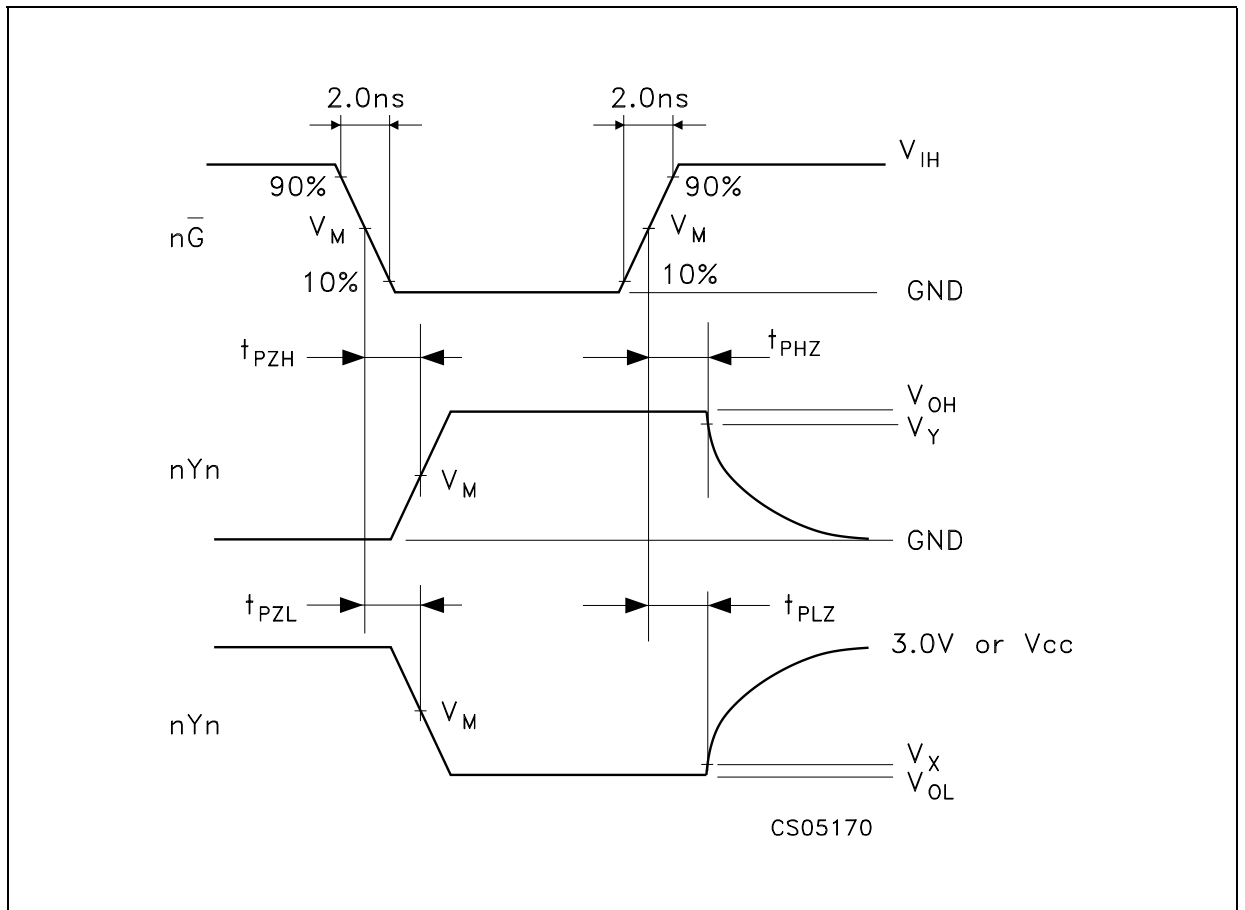 2.0ns 2.0ns
V_IH
90% 90%
nG̅ V_M V_M
10% 10%
GND
t_PZH t_PHZ
V_OH
V_Y
nYn V_M
GND
t_PZL t_PLZ
3.0V or Vcc
nYn V_M
V_X
V_OL
CS05170